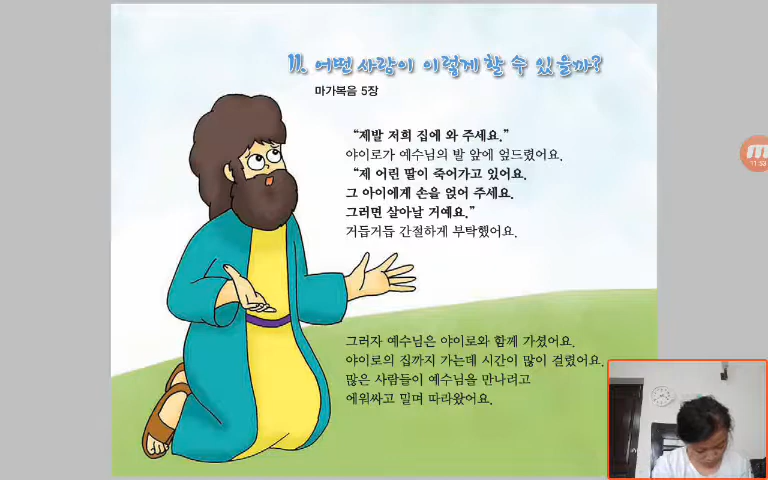 11. 어떤 사람이 이렇게 할 수 있을까?
마가복음 5장
“제발 저희 집에 와 주세요.”
야이로가 예수님의 발 앞에 엎드렸어요.
“제 어린 딸이 죽어가고 있어요.
그 아이에게 손을 얹어 주세요.
그러면 살아날 거예요.”
거듭거듭 간절하게 부탁했어요.
그러자 예수님은 야이로와 함께 가셨어요.
야이로의 집까지 가는데 시간이 많이 걸렸어요.
많은 사람들이 예수님을 만나려고
에워싸고 밀며 따라왔어요.